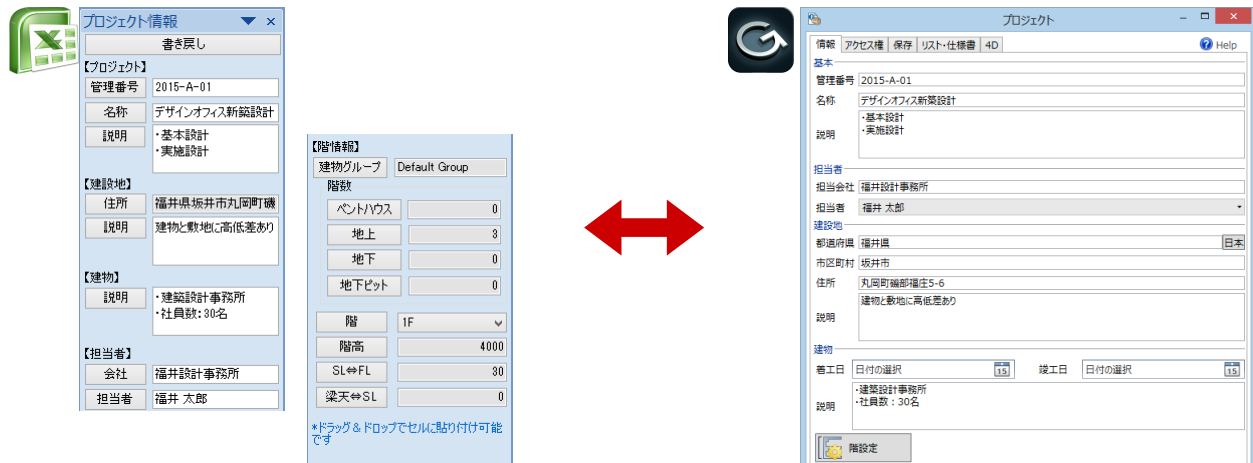 プロジェクト情報
書き戻し
【プロジェクト】
管理番号 2015-A-01
名称 デザインオフィス新築設計
説明 ・基本設計
・実施設計
【建設地】
住所 福井県坂井市丸岡町磯
説明 建物と敷地に高低差あり
【建物】
説明 ・建築設計事務所
・社員数：30名
【担当者】
会社 福井設計事務所
担当者 福井 太郎
【階情報】
建物グループ Default Group
階数
ペントハウス 0
地上 3
地下 0
地下ピット 0
階 1F
階高 4000
SL⇔FL 30
梁天⇔SL 0
*ドラッグ＆ドロップでセルに貼り付け可能
です
プロジェクト
情報 アクセス権 保存 リスト・仕様書 4D Help
基本
管理番号 2015-A-01
名称 デザインオフィス新築設計
説明 ・基本設計
・実施設計
担当者
担当会社 福井設計事務所
担当者 福井 太郎
建設地
都道府県 福井県 日本
市区町村 坂井市
住所 丸岡町磯部福庄5-6
説明 建物と敷地に高低差あり
建物
着工日 日付の選択 15 竣工日 日付の選択 15
説明 ・建築設計事務所
・社員数：30名
階設定